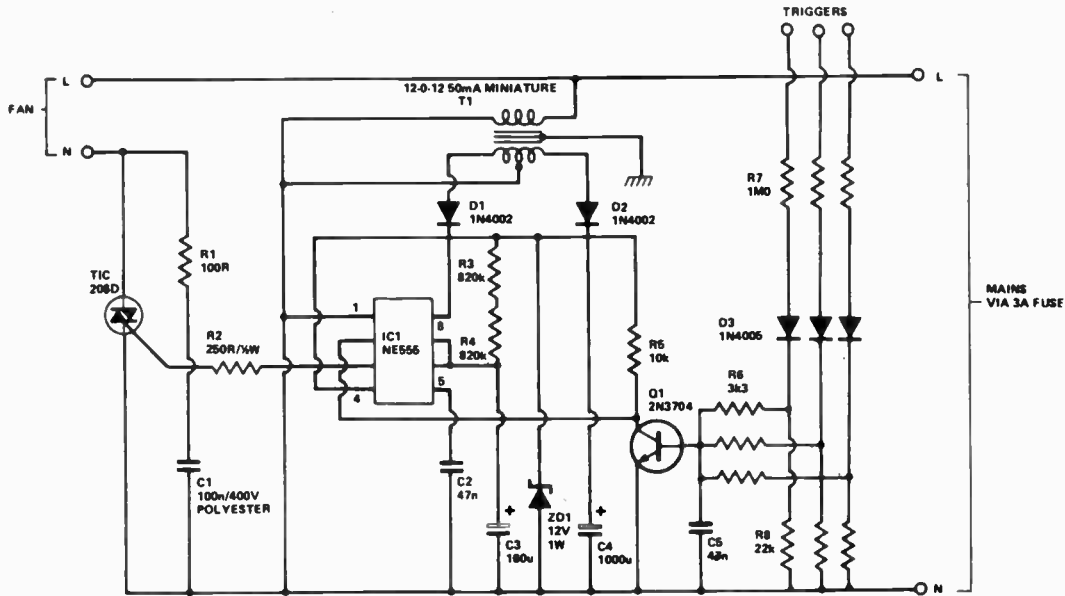 TRIGGERS
L
FAN
N
12-0-12 50mA MINIATURE
T1
L
R7
1M0
D1
1N4002
D2
1N4002
R1
100R
R3
820k
TIC
206D
MAINS
VIA 3A FUSE
1
8
IC1
NE555
R4
820k
R5
10k
D3
1N4005
R2
250R/½W
5
4
Q1
2N3704
R6
3k3
C1
100n/400V
POLYESTER
C2
47n
+
C3
ZD1
12V
1W
+
C4
1000u
C5
R8
22k
N